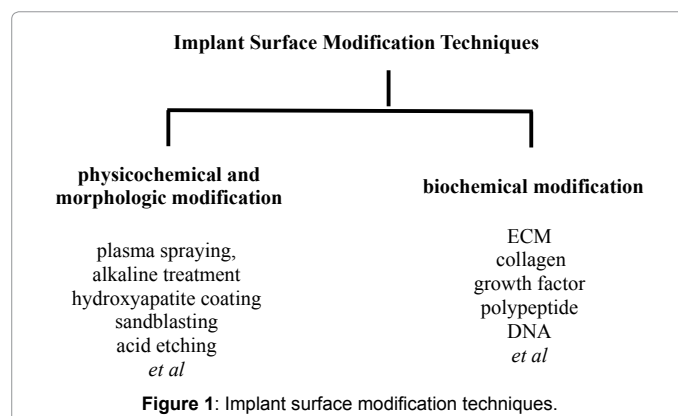 Implant Surface Modification Techniques
physicochemical and
morphologic modification
plasma spraying,
alkaline treatment
hydroxyapatite coating
sandblasting
acid etching
et al
biochemical modification
ECM
collagen
growth factor
polypeptide
DNA
et al
Figure 1: Implant surface modification techniques.